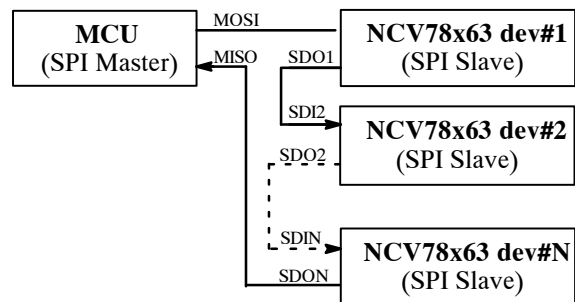 MCU
(SPI Master)
MOSI
MISO
NCV78x63 dev#1
(SPI Slave)
SDO1
SDI2
NCV78x63 dev#2
(SPI Slave)
SDO2
SDIN
NCV78x63 dev#N
(SPI Slave)
SDON